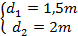 {d₁ = 1,5m
d₂ = 2m